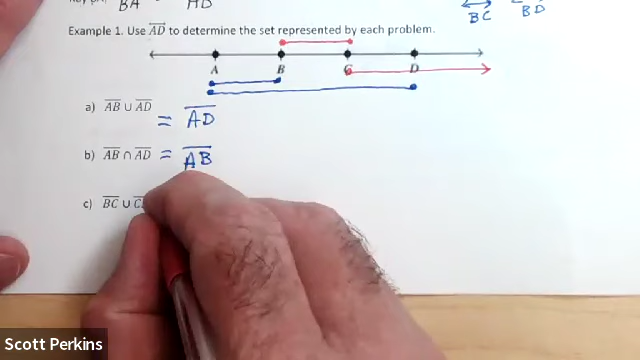 BA AD
BC BD
Example 1. Use AD to determine the set represented by each problem.
A B C D
a) AB ∪ AD = AD
b) AB ∩ AD = AB
c) BC ∪
Scott Perkins